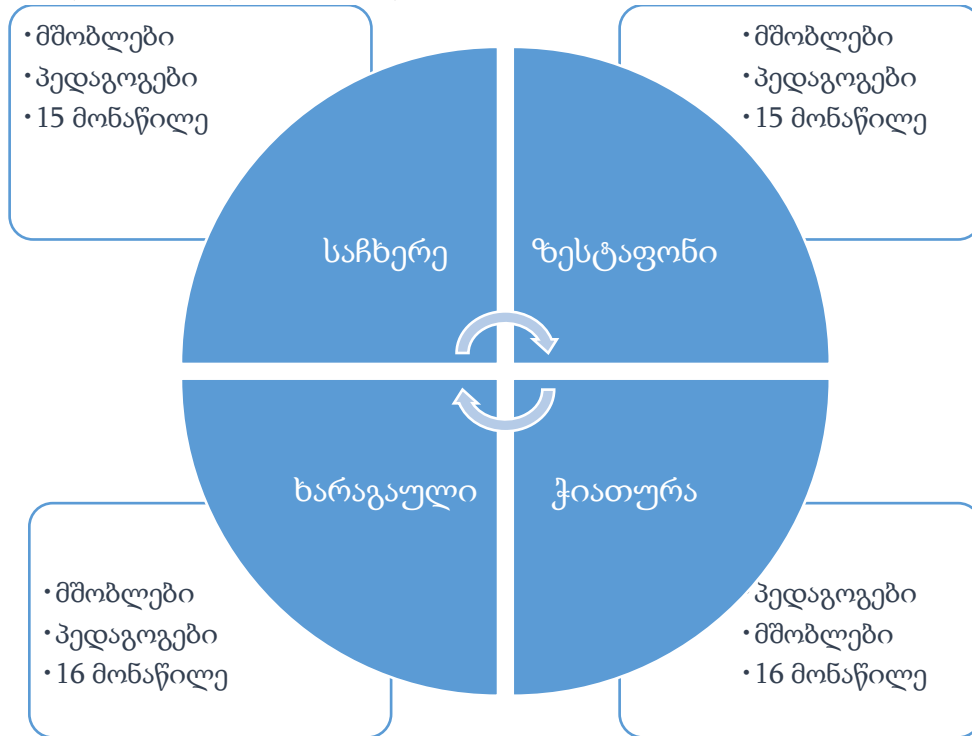 ·მშობლები
·პედაგოგები
·15 მონაწილე
·მშობლები
·პედაგოგები
·15 მონაწილე
საჩხერე
ზესტაფონი
ხარაგაული
ჭიათურა
·მშობლები
·პედაგოგები
·16 მონაწილე
·პედაგოგები
·მშობლები
·16 მონაწილე